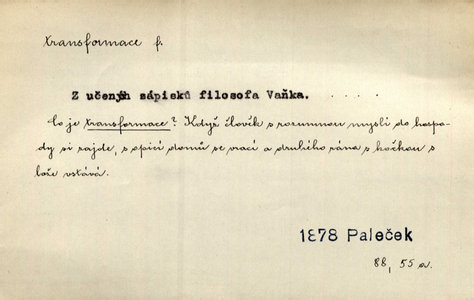 transformace f.
Z učených zápisků filosofa Vaňka. . . . .
Co je transformace? Když člověk s rozumnou myslí do hospo-
dy si zajde, s opicí domů se vrací a druhého rána s kočkou s
lože vstává.
1878 Paleček
88, 55 a.